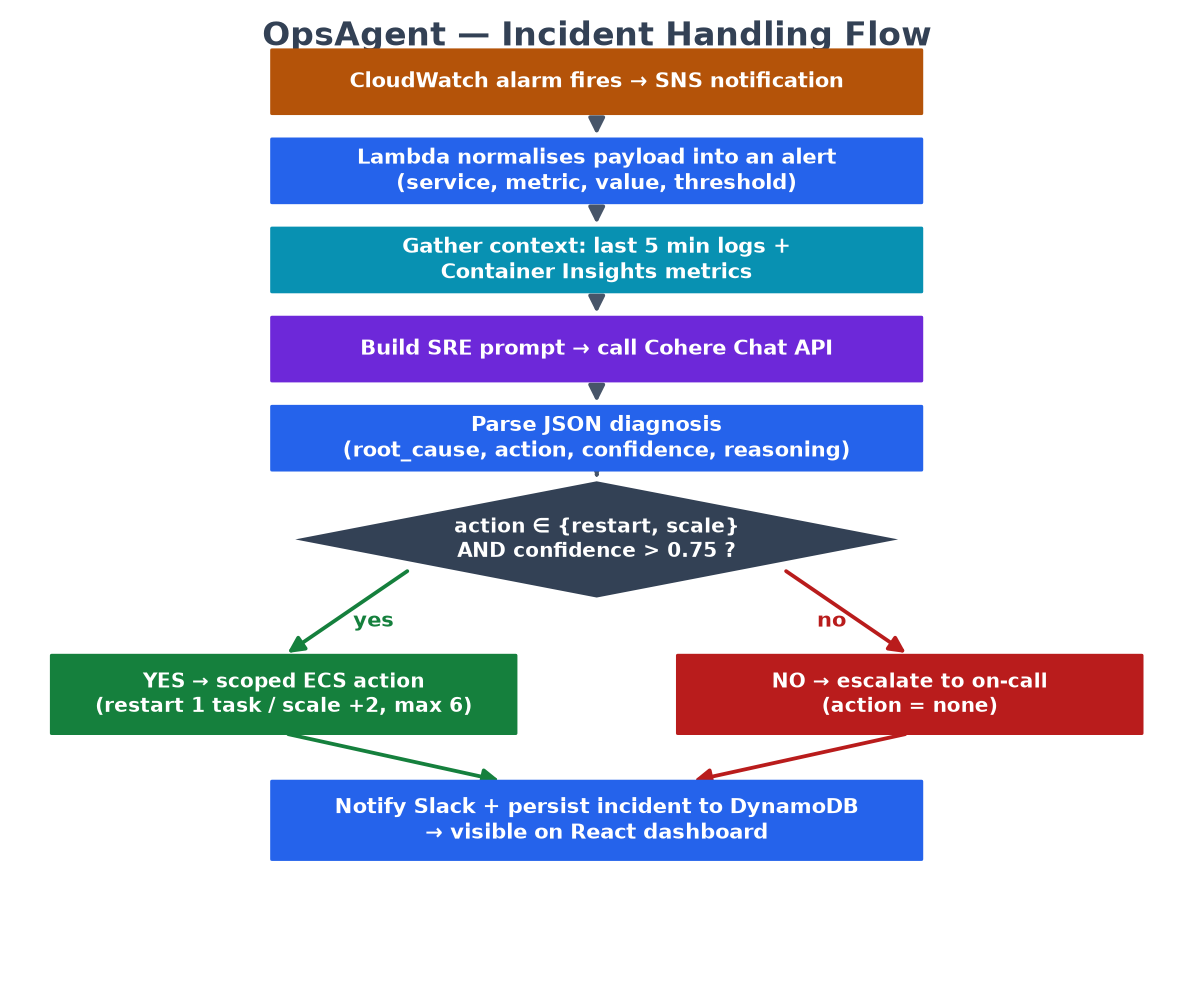 OpsAgent — Incident Handling Flow
CloudWatch alarm fires → SNS notification
Lambda normalises payload into an alert
(service, metric, value, threshold)
Gather context: last 5 min logs +
Container Insights metrics
Build SRE prompt → call Cohere Chat API
Parse JSON diagnosis
(root_cause, action, confidence, reasoning)
action ∈ {restart, scale}
AND confidence > 0.75 ?
yes
no
YES → scoped ECS action
(restart 1 task / scale +2, max 6)
NO → escalate to on-call
(action = none)
Notify Slack + persist incident to DynamoDB
→ visible on React dashboard